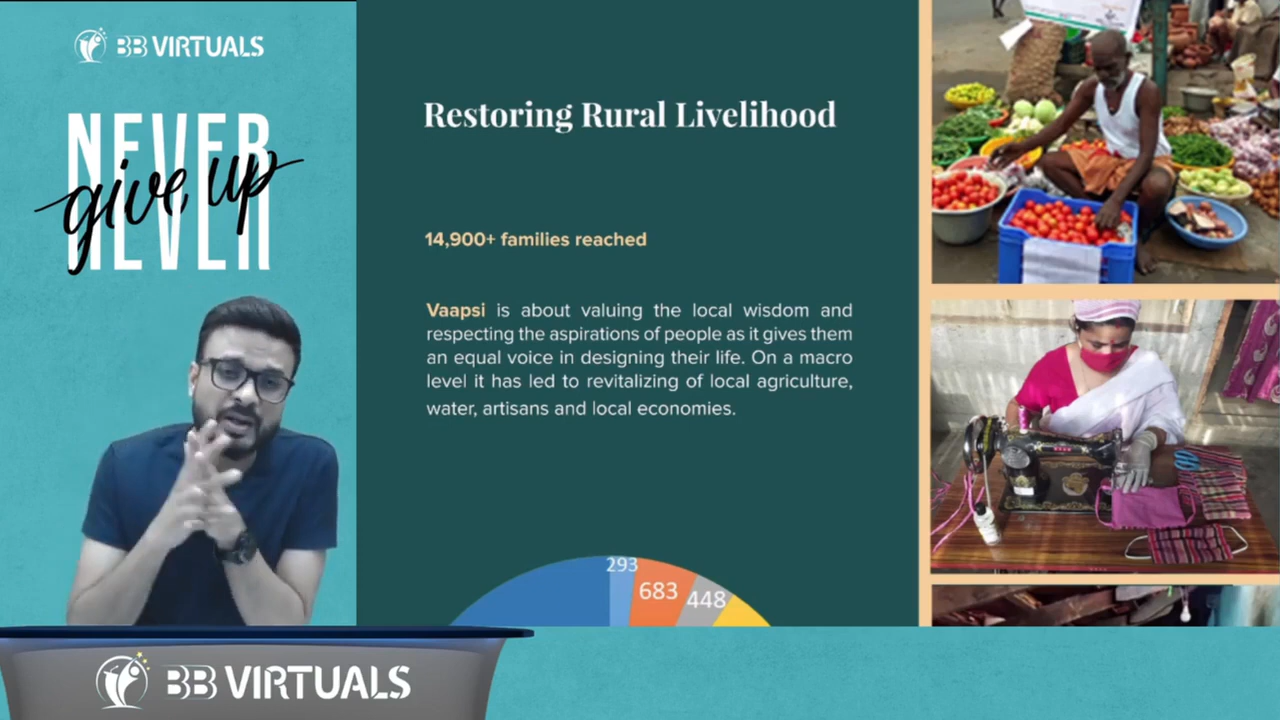 BB VIRTUALS
NEVER
give up
NEVER
Restoring Rural Livelihood
14,900+ families reached
Vaapsi is about valuing the local wisdom and
respecting the aspirations of people as it gives them
an equal voice in designing their life. On a macro
level it has led to revitalizing of local agriculture,
water, artisans and local economies.
293
683
448
BB VIRTUALS